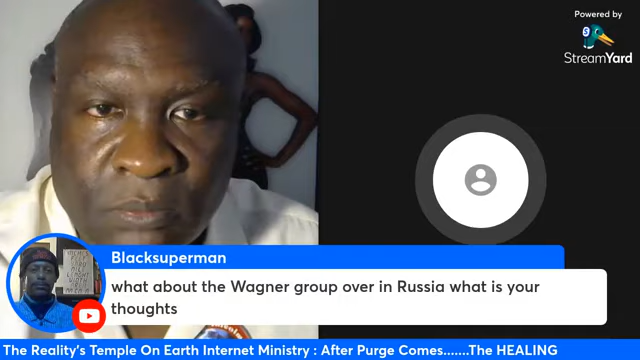 Powered by
StreamYard
Blacksuperman
what about the Wagner group over in Russia what is your
thoughts
The Reality's Temple On Earth Internet Ministry : After Purge Comes.......The HEALING